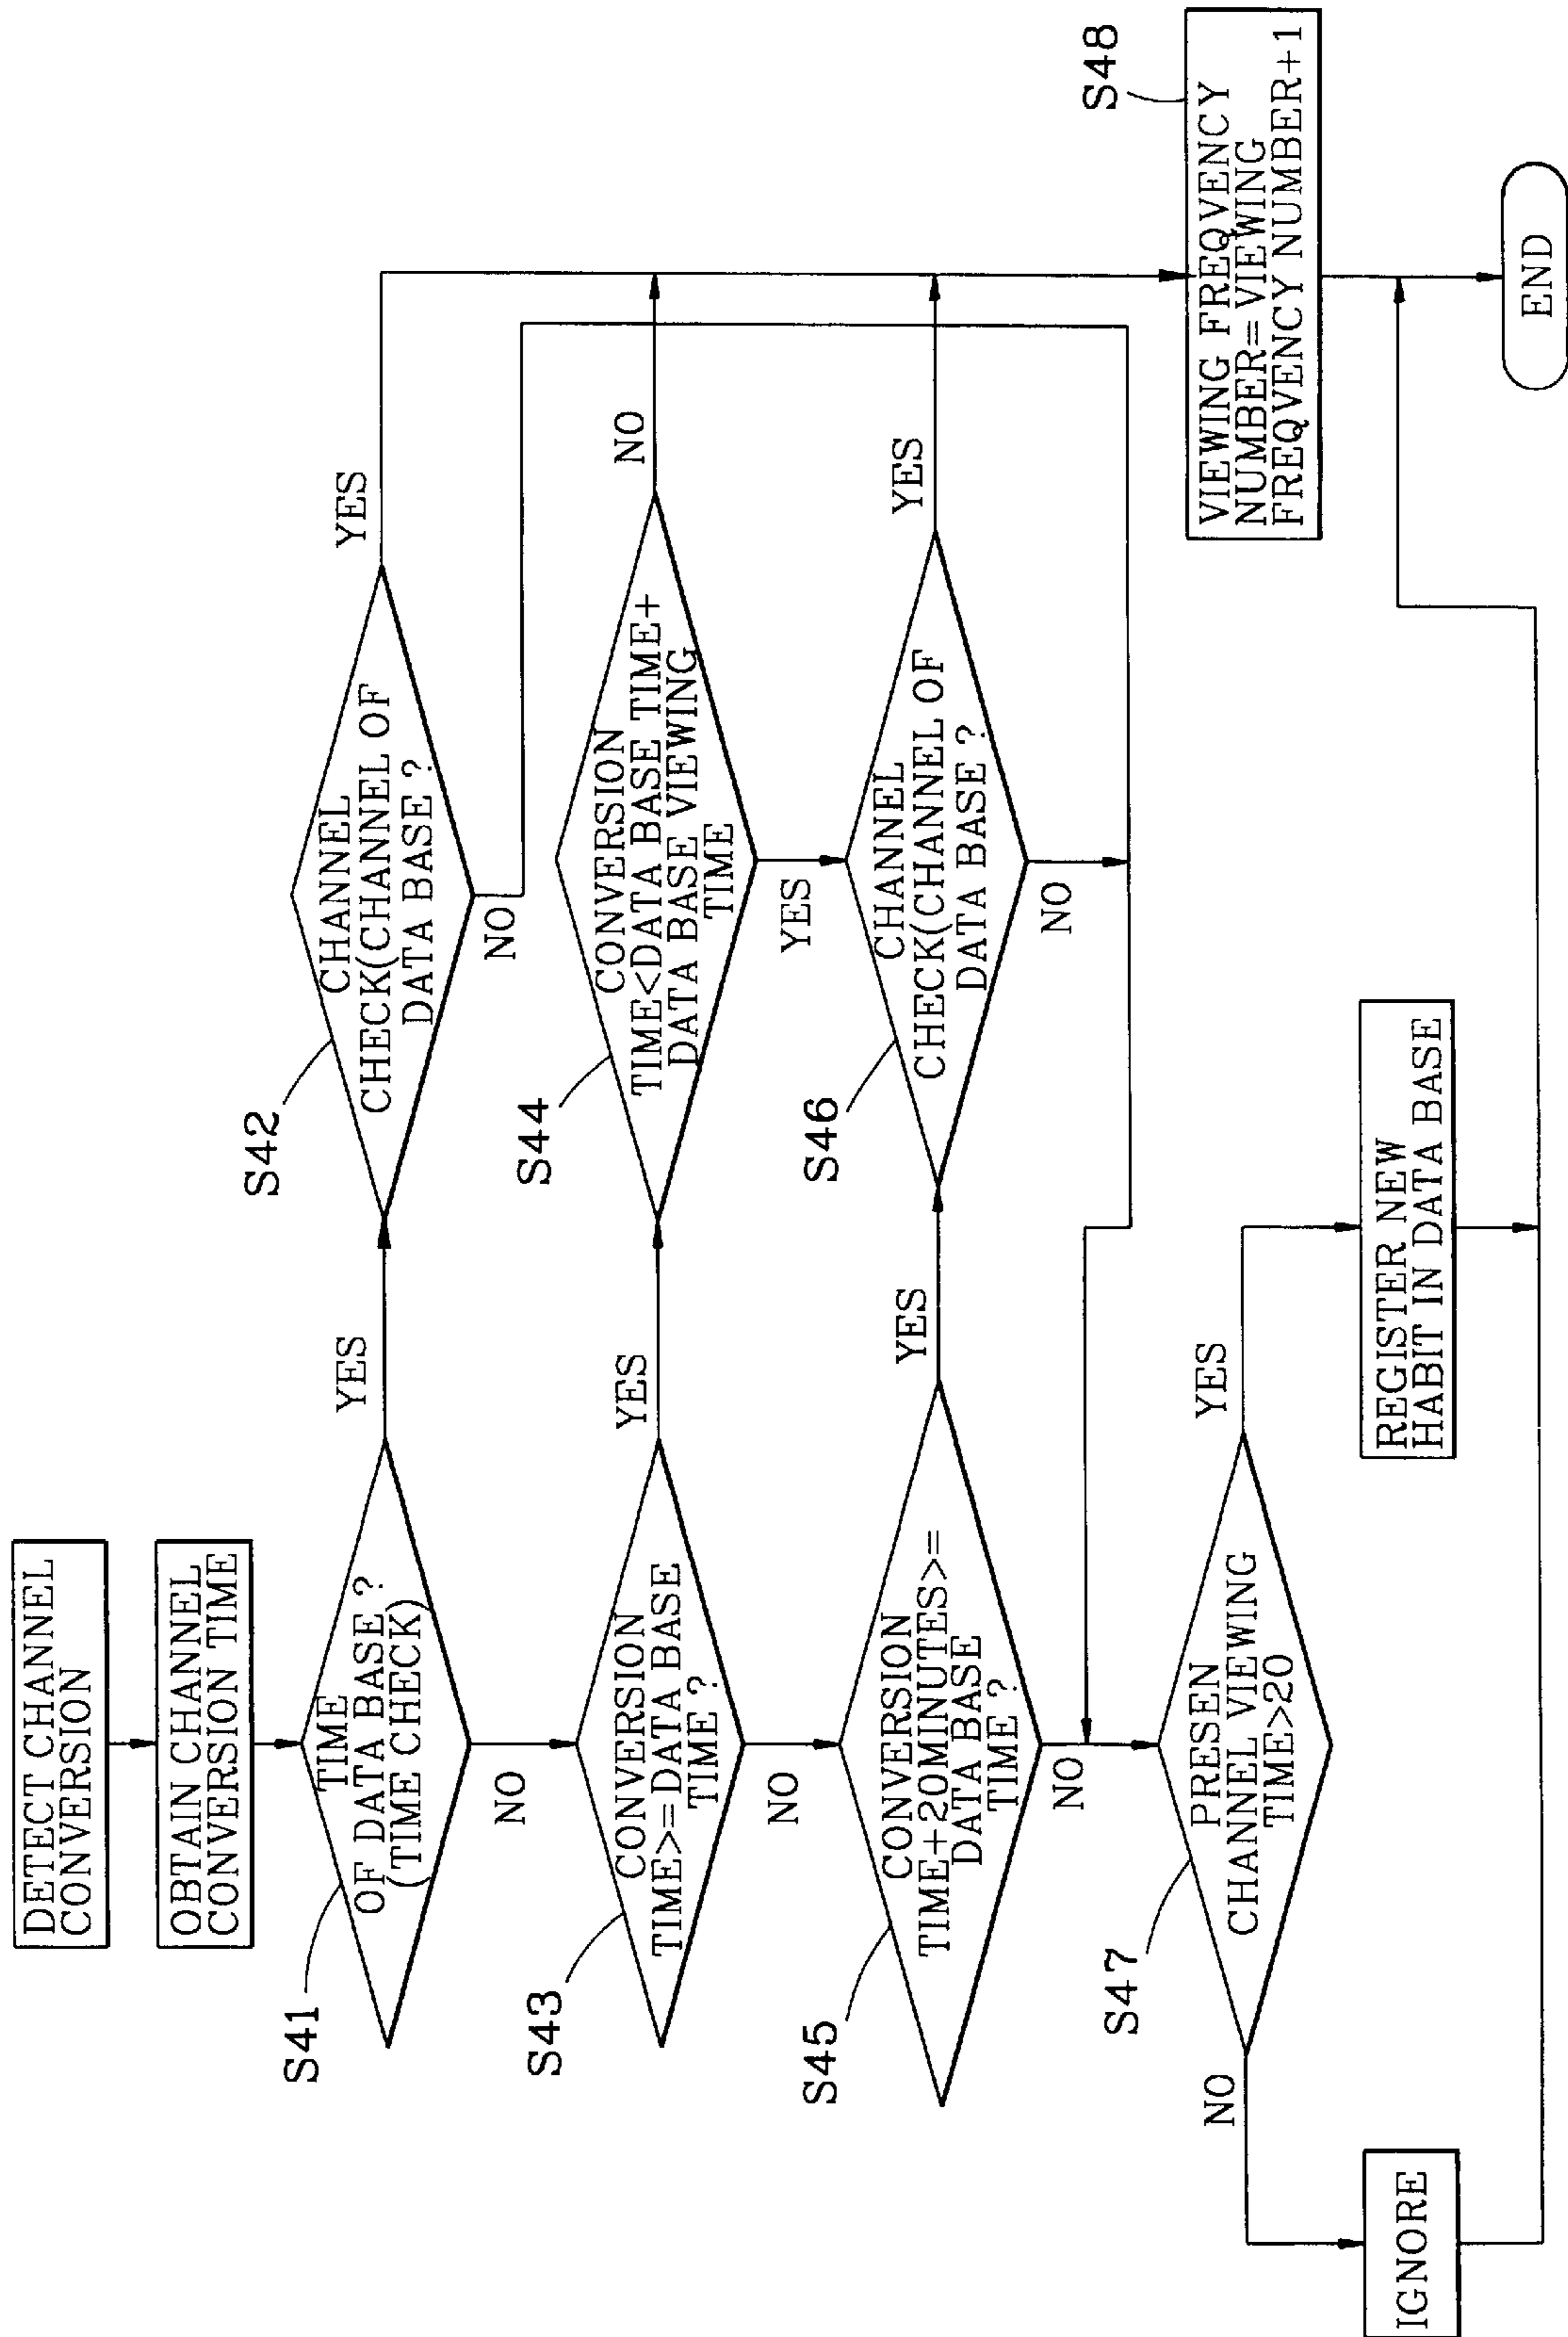 DETECT CHANNEL
CONVERSION
OBTAIN CHANNEL
CONVERSION TIME
S41
TIME
OF DATA BASE ?
(TIME CHECK)
YES
NO
S42
CHANNEL
CHECK(CHANNEL OF
DATA BASE ?
YES
NO
S43
CONVERSION
TIME>=DATA BASE
TIME ?
YES
NO
S44
CONVERSION
TIME<DATA BASE TIME+
DATA BASE VIEWING
TIME
NO
YES
S45
CONVERSION
TIME+20MINUTES>=
DATA BASE
TIME ?
YES
NO
S46
CHANNEL
CHECK(CHANNEL OF
DATA BASE ?
YES
NO
S47
PRESEN
CHANNEL VIEWING
TIME>20
NO
YES
S48
VIEWING FREQVENCY
NUMBER=VIEWING
FREQVENCY NUMBER+1
IGNORE
REGISTER NEW
HABIT IN DATA BASE
END